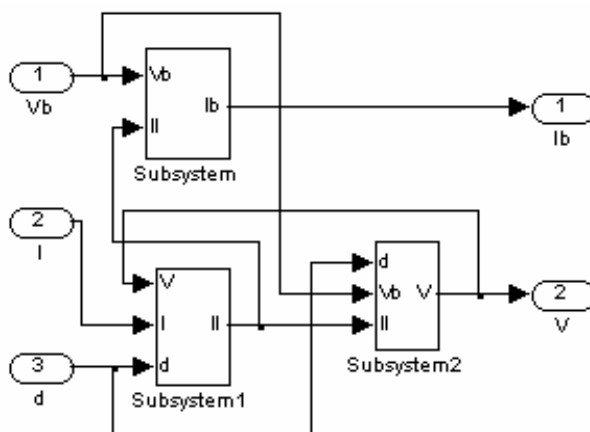 1
Vb
Vb
Il
Ib
Subsystem
1
Ib
2
I
V
I
d
Il
Subsystem1
3
d
d
Vb
Il
V
Subsystem2
2
V